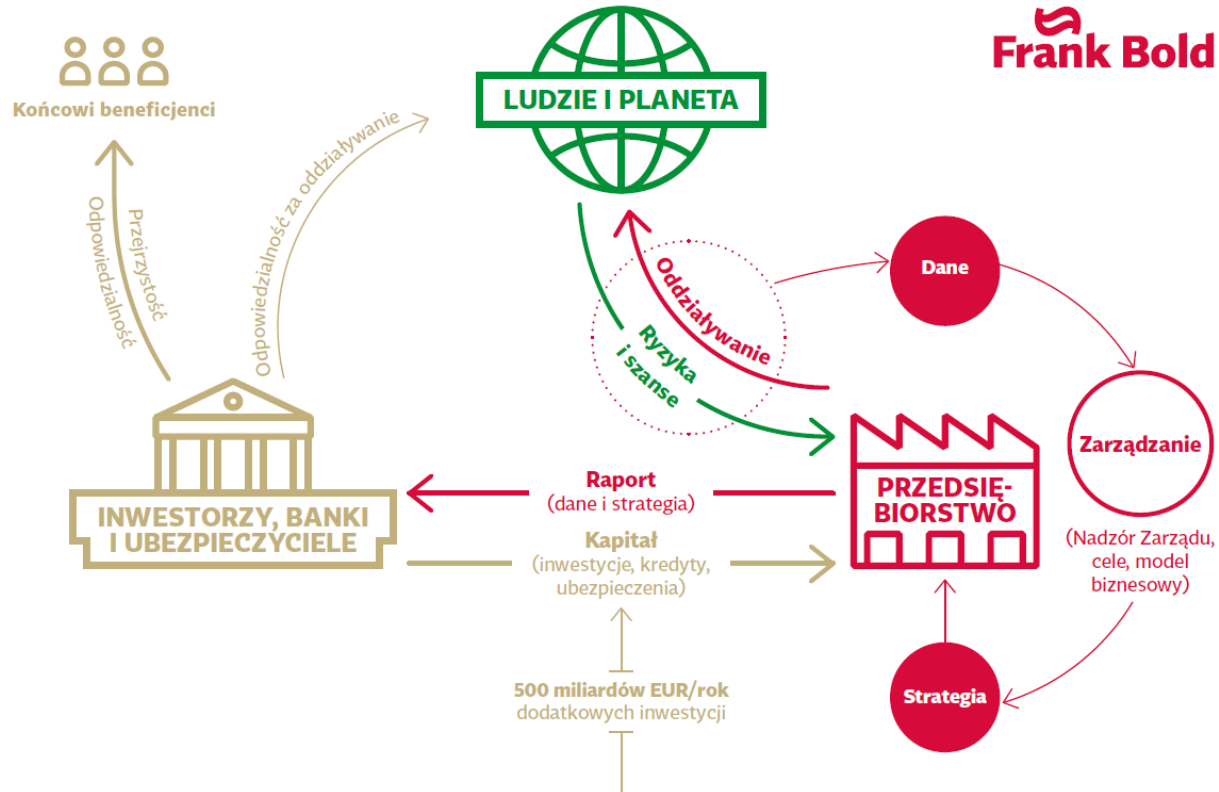 Frank Bold
Końcowi beneficjenci
LUDZIE I PLANETA
Przejrzystość
Odpowiedzialność
Odpowiedzialność za oddziaływanie
Oddziaływanie
Ryzyka
i szanse
Dane
Zarządzanie
(Nadzór Zarządu,
cele, model
biznesowy)
Strategia
PRZEDSIĘ-
BIORSTWO
Raport
(dane i strategia)
INWESTORZY, BANKI
I UBEZPIECZYCIELE
Kapitał
(inwestycje, kredyty,
ubezpieczenia)
500 miliardów EUR/rok
dodatkowych inwestycji